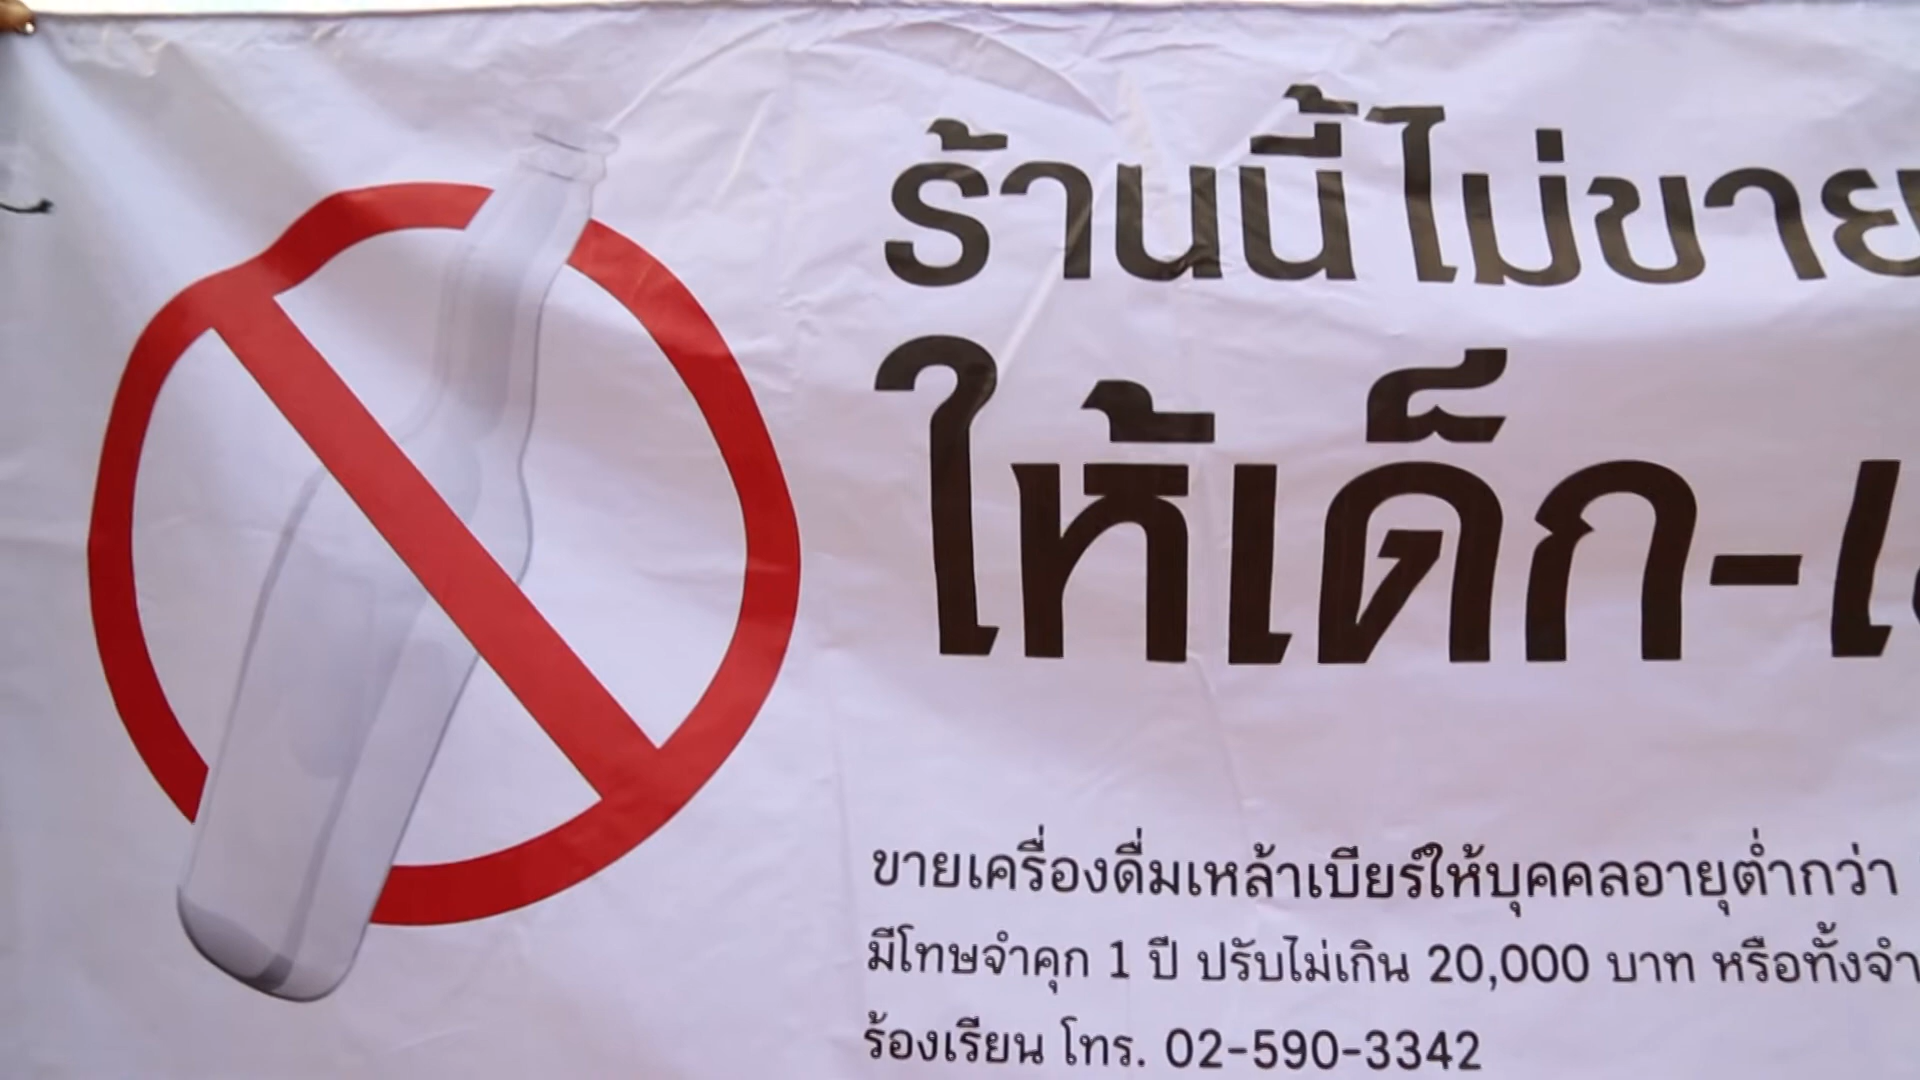 ร้านนี้ไม่ขาย
ให้เด็ก-เ
ขายเครื่องดื่มเหล้าเบียร์ให้บุคคลอายุต่ำกว่า
มีโทษจำคุก 1 ปี ปรับไม่เกิน 20,000 บาท หรือทั้งจำ
ร้องเรียน โทร. 02-590-3342